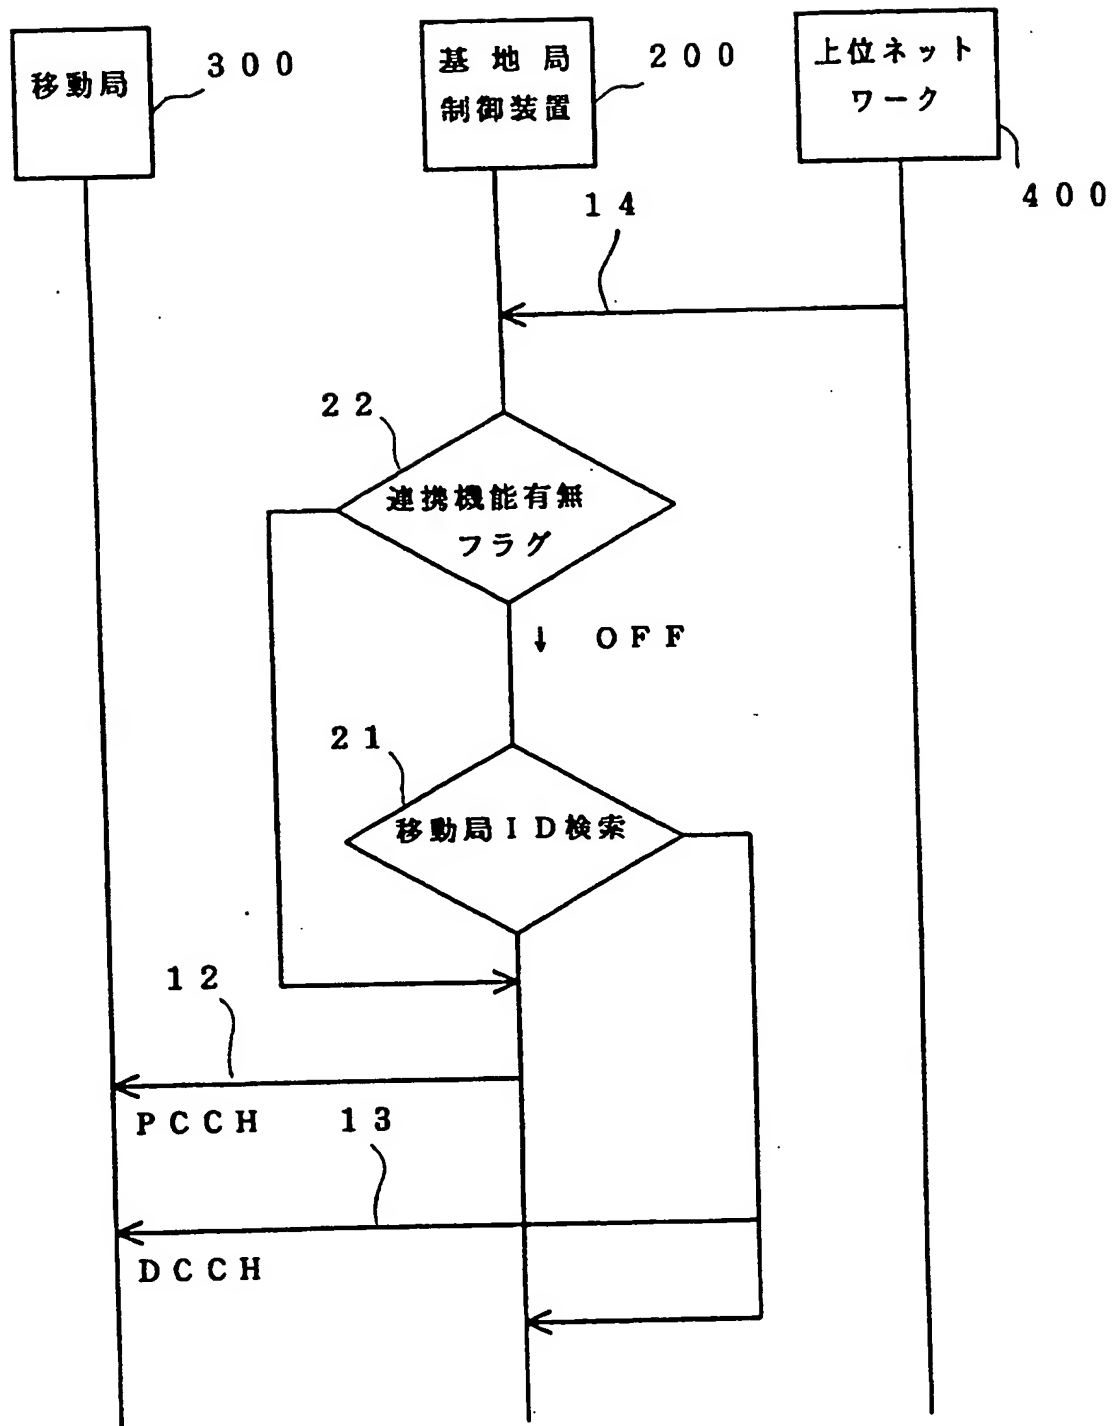 移動局
300
基地局
制御装置
200
上位ネット
ワーク
400
14
22
連携機能有無
フラグ
↓ OFF
21
移動局ID検索
12
PCCH
13
DCCH